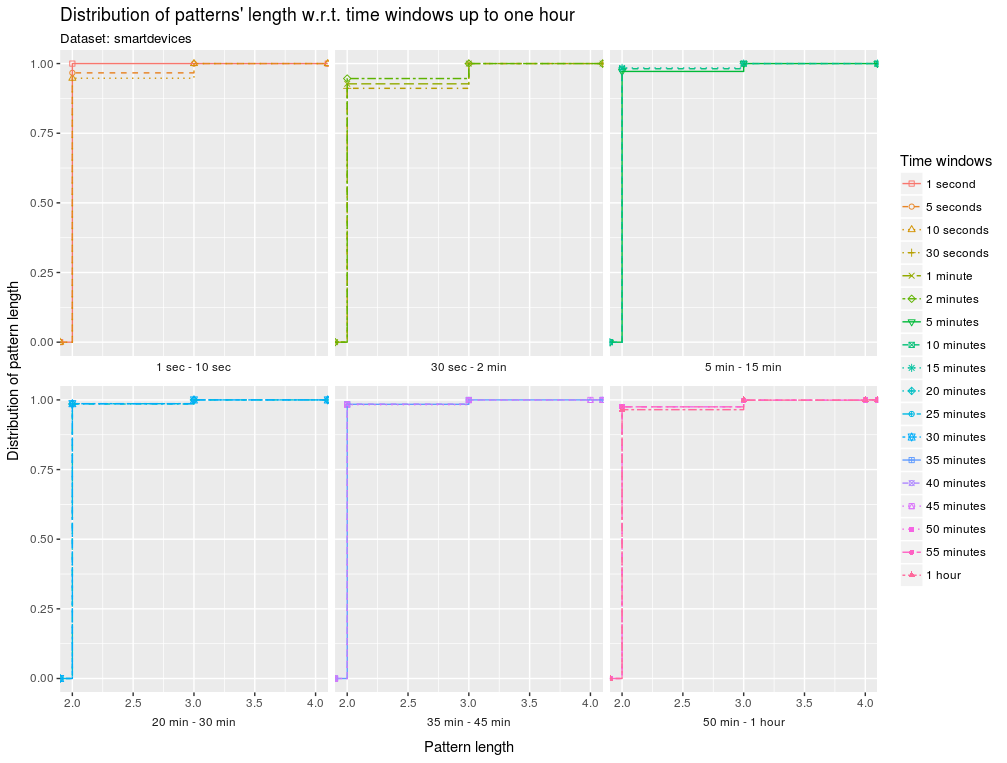 Distribution of patterns' length w.r.t. time windows up to one hour
Dataset: smartdevices
1.00
0.75
0.50
0.25
0.00
1 sec - 10 sec
30 sec - 2 min
5 min - 15 min
1.00
0.75
0.50
0.25
0.00
2.0 2.5 3.0 3.5 4.0
2.0 2.5 3.0 3.5 4.0
2.0 2.5 3.0 3.5 4.0
20 min - 30 min
35 min - 45 min
50 min - 1 hour
Pattern length
Distribution of pattern length
Time windows
1 second
5 seconds
10 seconds
30 seconds
1 minute
2 minutes
5 minutes
10 minutes
15 minutes
20 minutes
25 minutes
30 minutes
35 minutes
40 minutes
45 minutes
50 minutes
55 minutes
1 hour